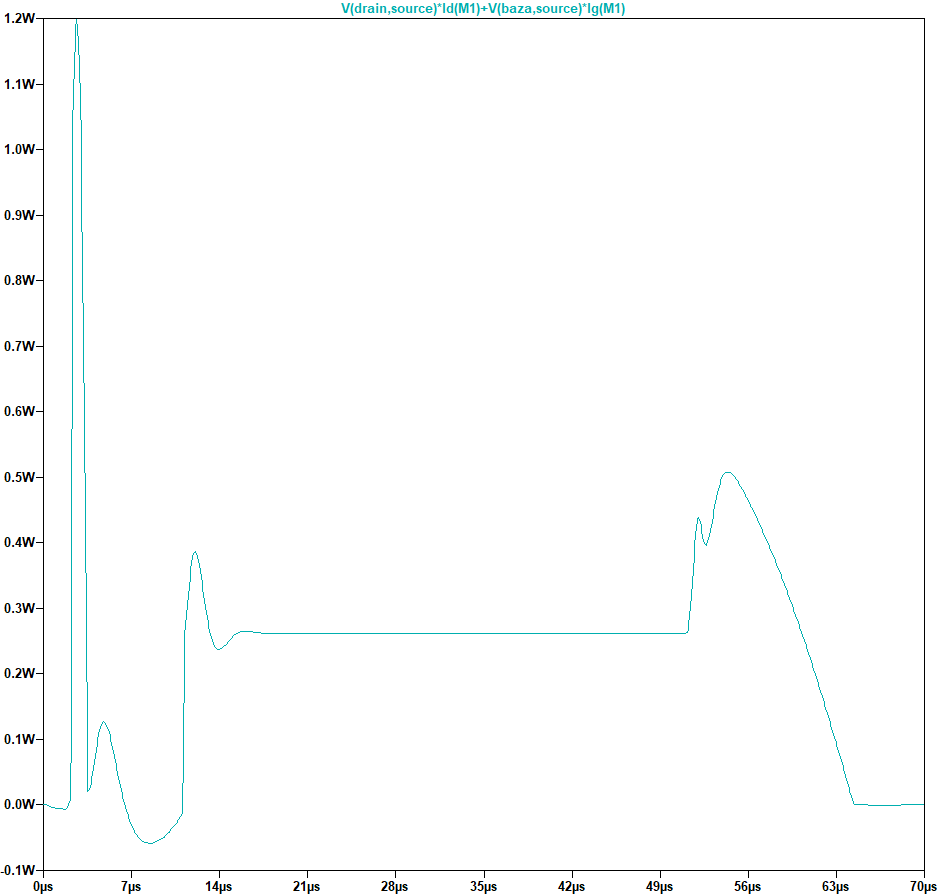 V(drain,source)*Id(M1)+V(baza,source)*Ig(M1)
1.2W
1.1W
1.0W
0.9W
0.8W
0.7W
0.6W
0.5W
0.4W
0.3W
0.2W
0.1W
0.0W
-0.1W
0µs 7µs 14µs 21µs 28µs 35µs 42µs 49µs 56µs 63µs 70µs